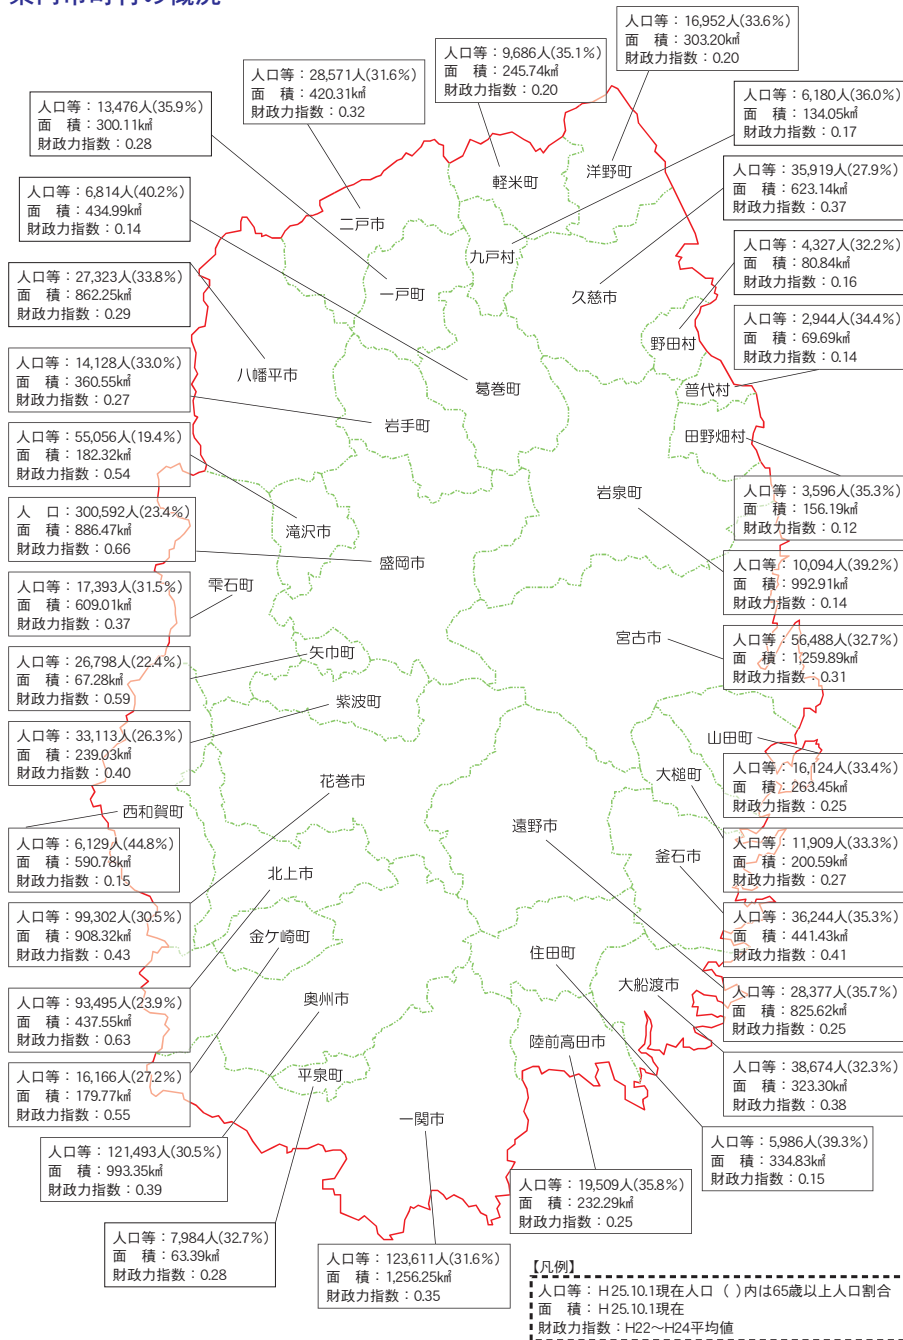 人口等：16,952人(33.6%)
面　積：303.20㎢
財政力指数：0.20
人口等：9,686人(35.1%)
面　積：245.74㎢
財政力指数：0.20
人口等：28,571人(31.6%)
面　積：420.31㎢
財政力指数：0.32
人口等：13,476人(35.9%)
面　積：300.11㎢
財政力指数：0.28
人口等：6,180人(36.0%)
面　積：134.05㎢
財政力指数：0.17
人口等：35,919人(27.9%)
面　積：623.14㎢
財政力指数：0.37
人口等：6,814人(40.2%)
面　積：434.99㎢
財政力指数：0.14
人口等：4,327人(32.2%)
面　積：80.84㎢
財政力指数：0.16
人口等：27,323人(33.8%)
面　積：862.25㎢
財政力指数：0.29
人口等：2,944人(34.4%)
面　積：69.69㎢
財政力指数：0.14
人口等：14,128人(33.0%)
面　積：360.55㎢
財政力指数：0.27
人口等：55,056人(19.4%)
面　積：182.32㎢
財政力指数：0.54
人口等：3,596人(35.3%)
面　積：156.19㎢
財政力指数：0.12
人　口：300,592人(23.4%)
面　積：886.47㎢
財政力指数：0.66
人口等：10,094人(39.2%)
面　積：992.91㎢
財政力指数：0.14
人口等：17,393人(31.5%)
面　積：609.01㎢
財政力指数：0.37
人口等：56,488人(32.7%)
面　積：1,259.89㎢
財政力指数：0.31
人口等：26,798人(22.4%)
面　積：67.28㎢
財政力指数：0.59
人口等：33,113人(26.3%)
面　積：239.03㎢
財政力指数：0.40
人口等：16,124人(33.4%)
面　積：263.45㎢
財政力指数：0.25
人口等：6,129人(44.8%)
面　積：590.78㎢
財政力指数：0.15
人口等：11,909人(33.3%)
面　積：200.59㎢
財政力指数：0.27
人口等：99,302人(30.5%)
面　積：908.32㎢
財政力指数：0.43
人口等：36,244人(35.3%)
面　積：441.43㎢
財政力指数：0.41
人口等：93,495人(23.9%)
面　積：437.55㎢
財政力指数：0.63
人口等：28,377人(35.7%)
面　積：825.62㎢
財政力指数：0.25
人口等：16,166人(27.2%)
面　積：179.77㎢
財政力指数：0.55
人口等：38,674人(32.3%)
面　積：323.30㎢
財政力指数：0.38
人口等：121,493人(30.5%)
面　積：993.35㎢
財政力指数：0.39
人口等：5,986人(39.3%)
面　積：334.83㎢
財政力指数：0.15
人口等：19,509人(35.8%)
面　積：232.29㎢
財政力指数：0.25
人口等：7,984人(32.7%)
面　積：63.39㎢
財政力指数：0.28
人口等：123,611人(31.6%)
面　積：1,256.25㎢
財政力指数：0.35
洋野町
軽米町
二戸市
九戸村
一戸町
久慈市
野田村
八幡平市
葛巻町
普代村
岩手町
田野畑村
岩泉町
滝沢市
盛岡市
雫石町
宮古市
矢巾町
紫波町
山田町
大槌町
花巻市
西和賀町
遠野市
釜石市
北上市
金ケ崎町
住田町
大船渡市
奥州市
陸前高田市
平泉町
一関市
【凡例】
人口等：Ｈ25.10.1現在人口（ ）内は65歳以上人口割合
面　積：Ｈ25.10.1現在
財政力指数：H22～H24平均値